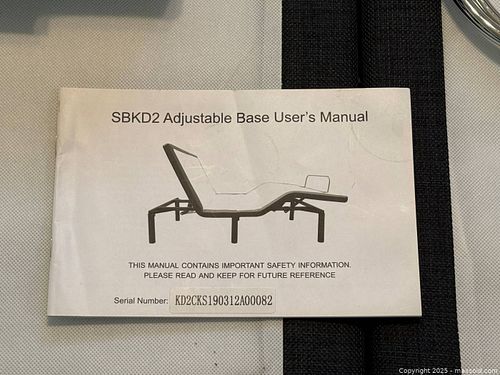 SBKD2 Adjustable Base User's Manual
THIS MANUAL CONTAINS IMPORTANT SAFETY INFORMATION.
PLEASE READ AND KEEP FOR FUTURE REFERENCE
Serial Number: KD2CKS190312A00082
Copyright 2025 - maxsold.com